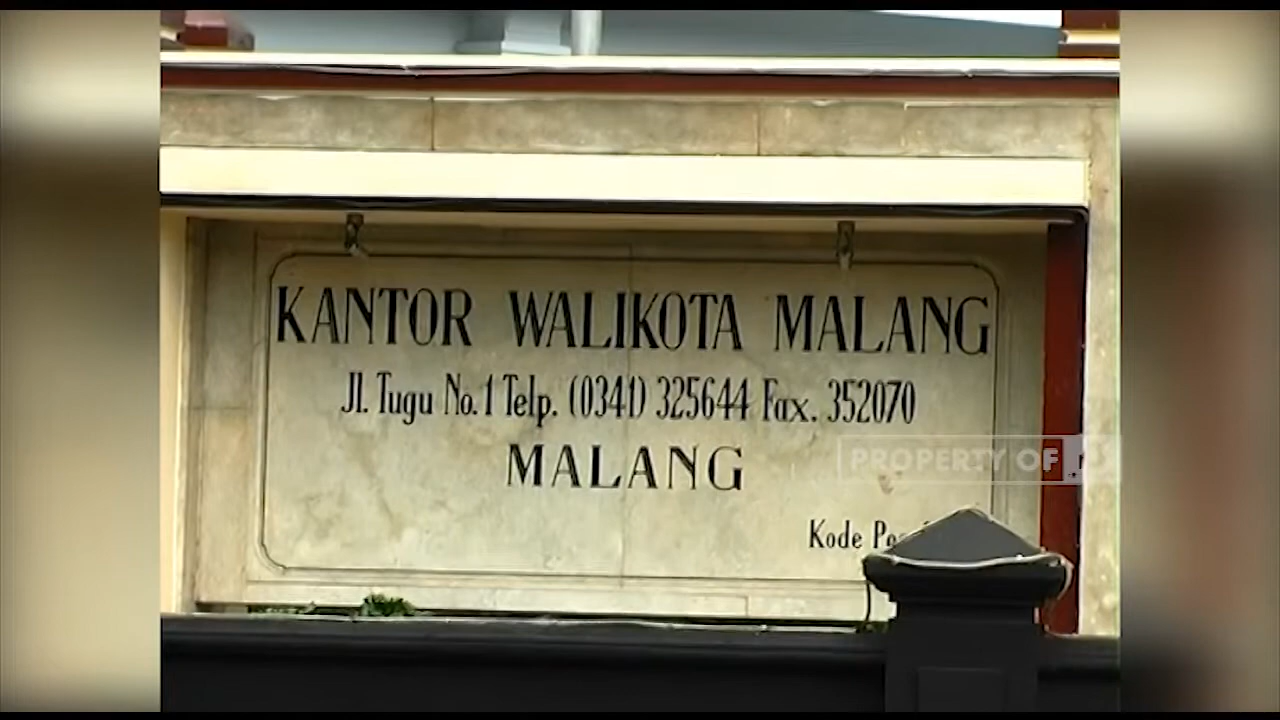 KANTOR WALIKOTA MALANG
Jl. Tugu No. 1 Telp. (0341) 325644 Fax. 352070
MALANG
PROPERTY OF
Kode